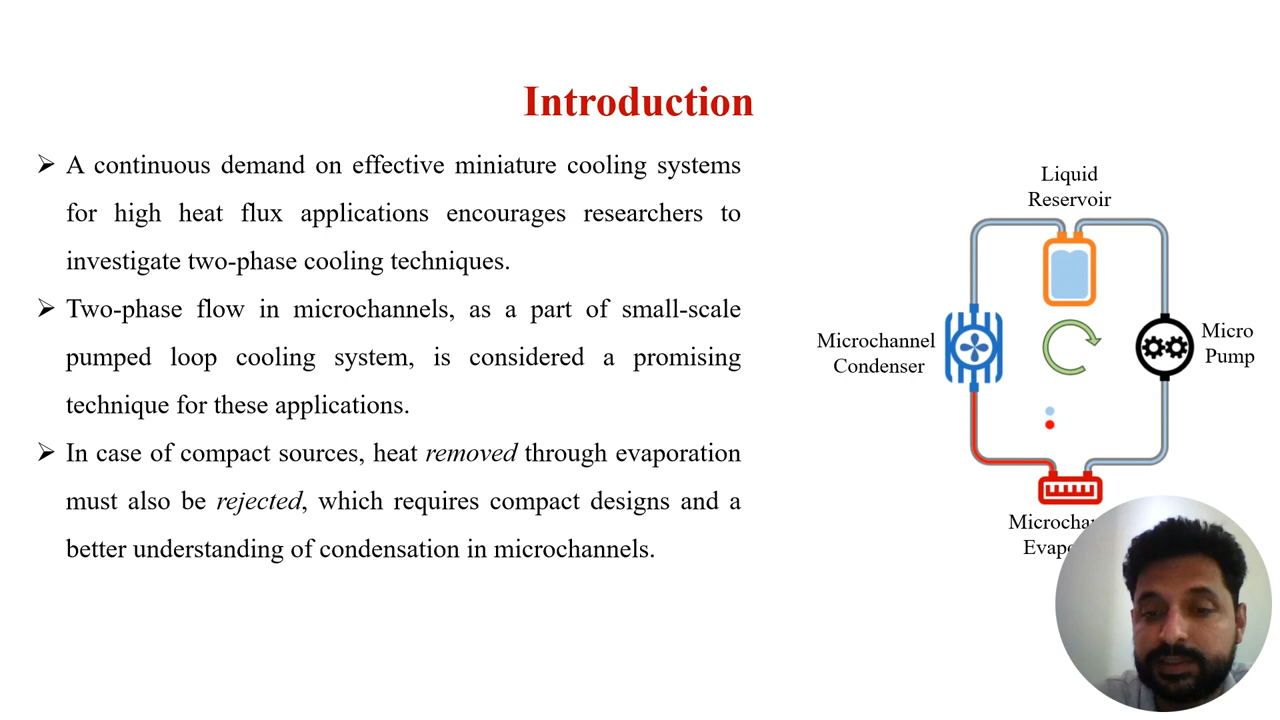 Introduction
➢ A continuous demand on effective miniature cooling systems
for high heat flux applications encourages researchers to
investigate two-phase cooling techniques.
➢ Two-phase flow in microchannels, as a part of small-scale
pumped loop cooling system, is considered a promising
technique for these applications.
➢ In case of compact sources, heat removed through evaporation
must also be rejected, which requires compact designs and a
better understanding of condensation in microchannels.
Liquid
Reservoir
Microchannel
Condenser
Micro
Pump